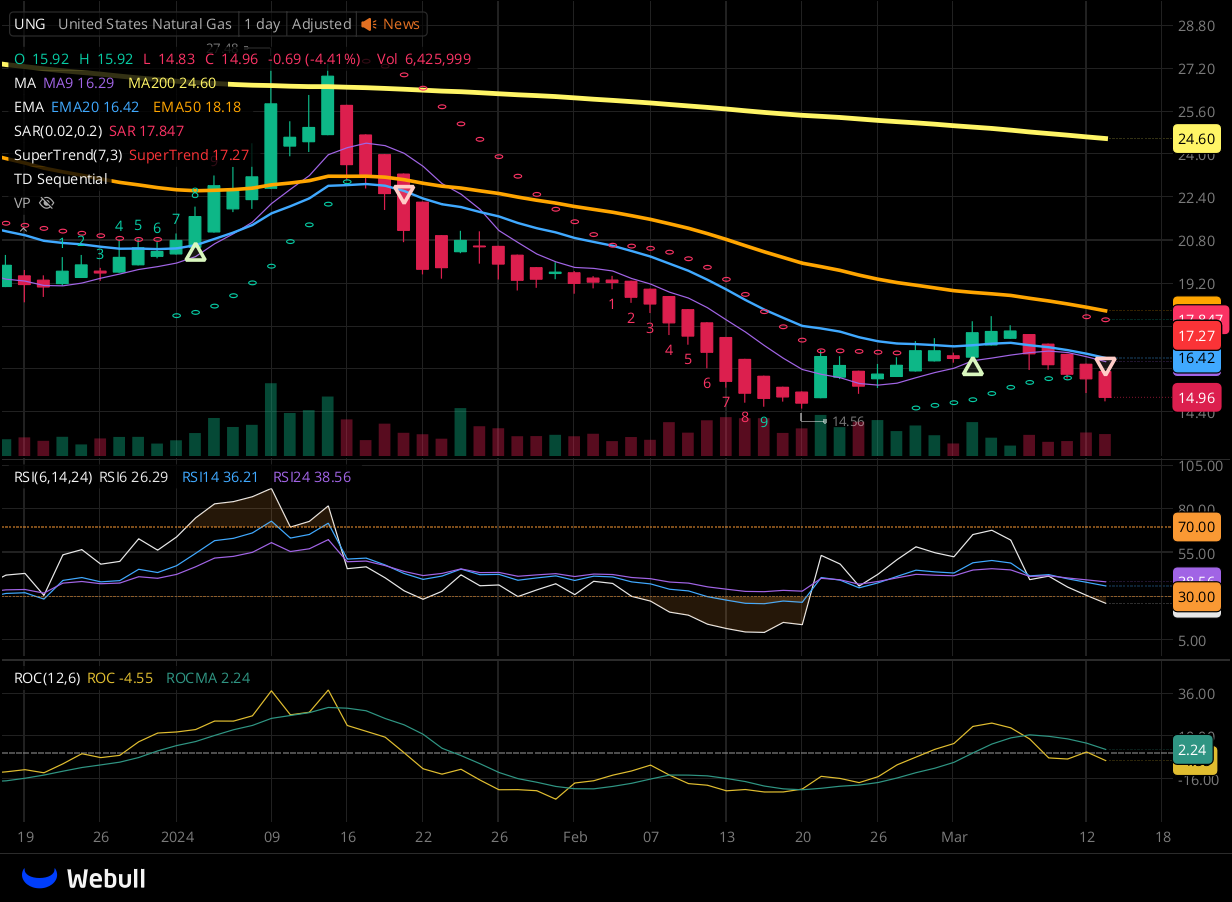 UNG United States Natural Gas 1 day Adjusted News
28.80
27.48
O 15.92 H 15.92 L 14.83 C 14.96 -0.69 (-4.41%) Vol 6,425,999
27.20
MA MA9 16.29 MA200 24.60
EMA EMA20 16.42 EMA50 18.18
25.60
SAR(0.02,0.2) SAR 17.847
24.60
SuperTrend(7,3) SuperTrend 17.27
24.00
TD Sequential
VP
22.40
1 2 3 4 5 6 7 8
20.80
19.20
1 2 3 4 5 6 7 8 9
17.847
17.27
16.42
14.96
14.56
14.40
RSI(6,14,24) RSI6 26.29 RSI14 36.21 RSI24 38.56
105.00
80.00
70.00
55.00
38.56
30.00
5.00
ROC(12,6) ROC -4.55 ROCMA 2.24
36.00
2.24
-16.00
19 26 2024 09 16 22 26 Feb 07 13 20 26 Mar 12 18
Webull